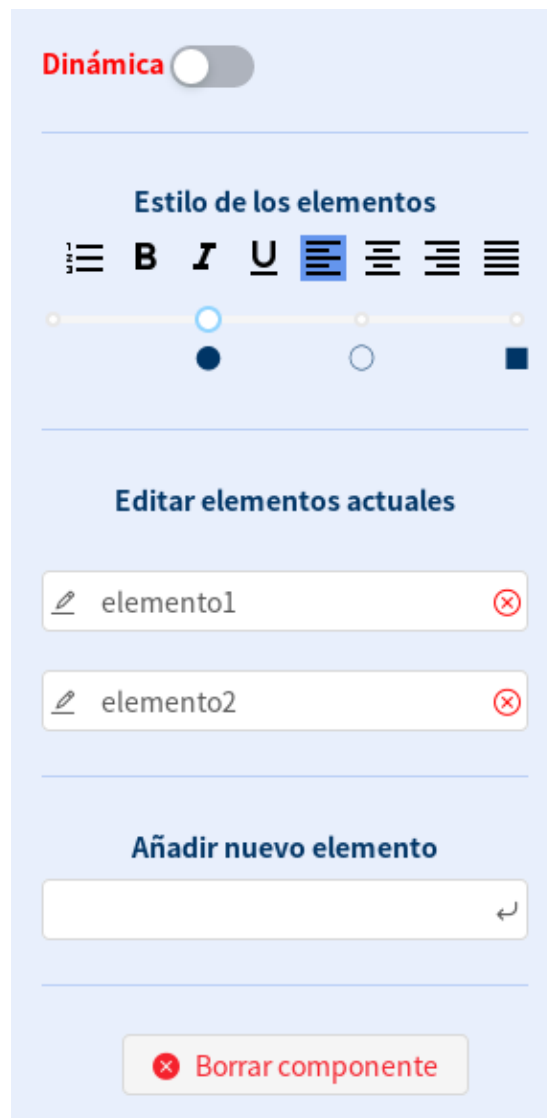 Dinámica
Estilo de los elementos
B I U
Editar elementos actuales
elemento1
elemento2
Añadir nuevo elemento
Borrar componente